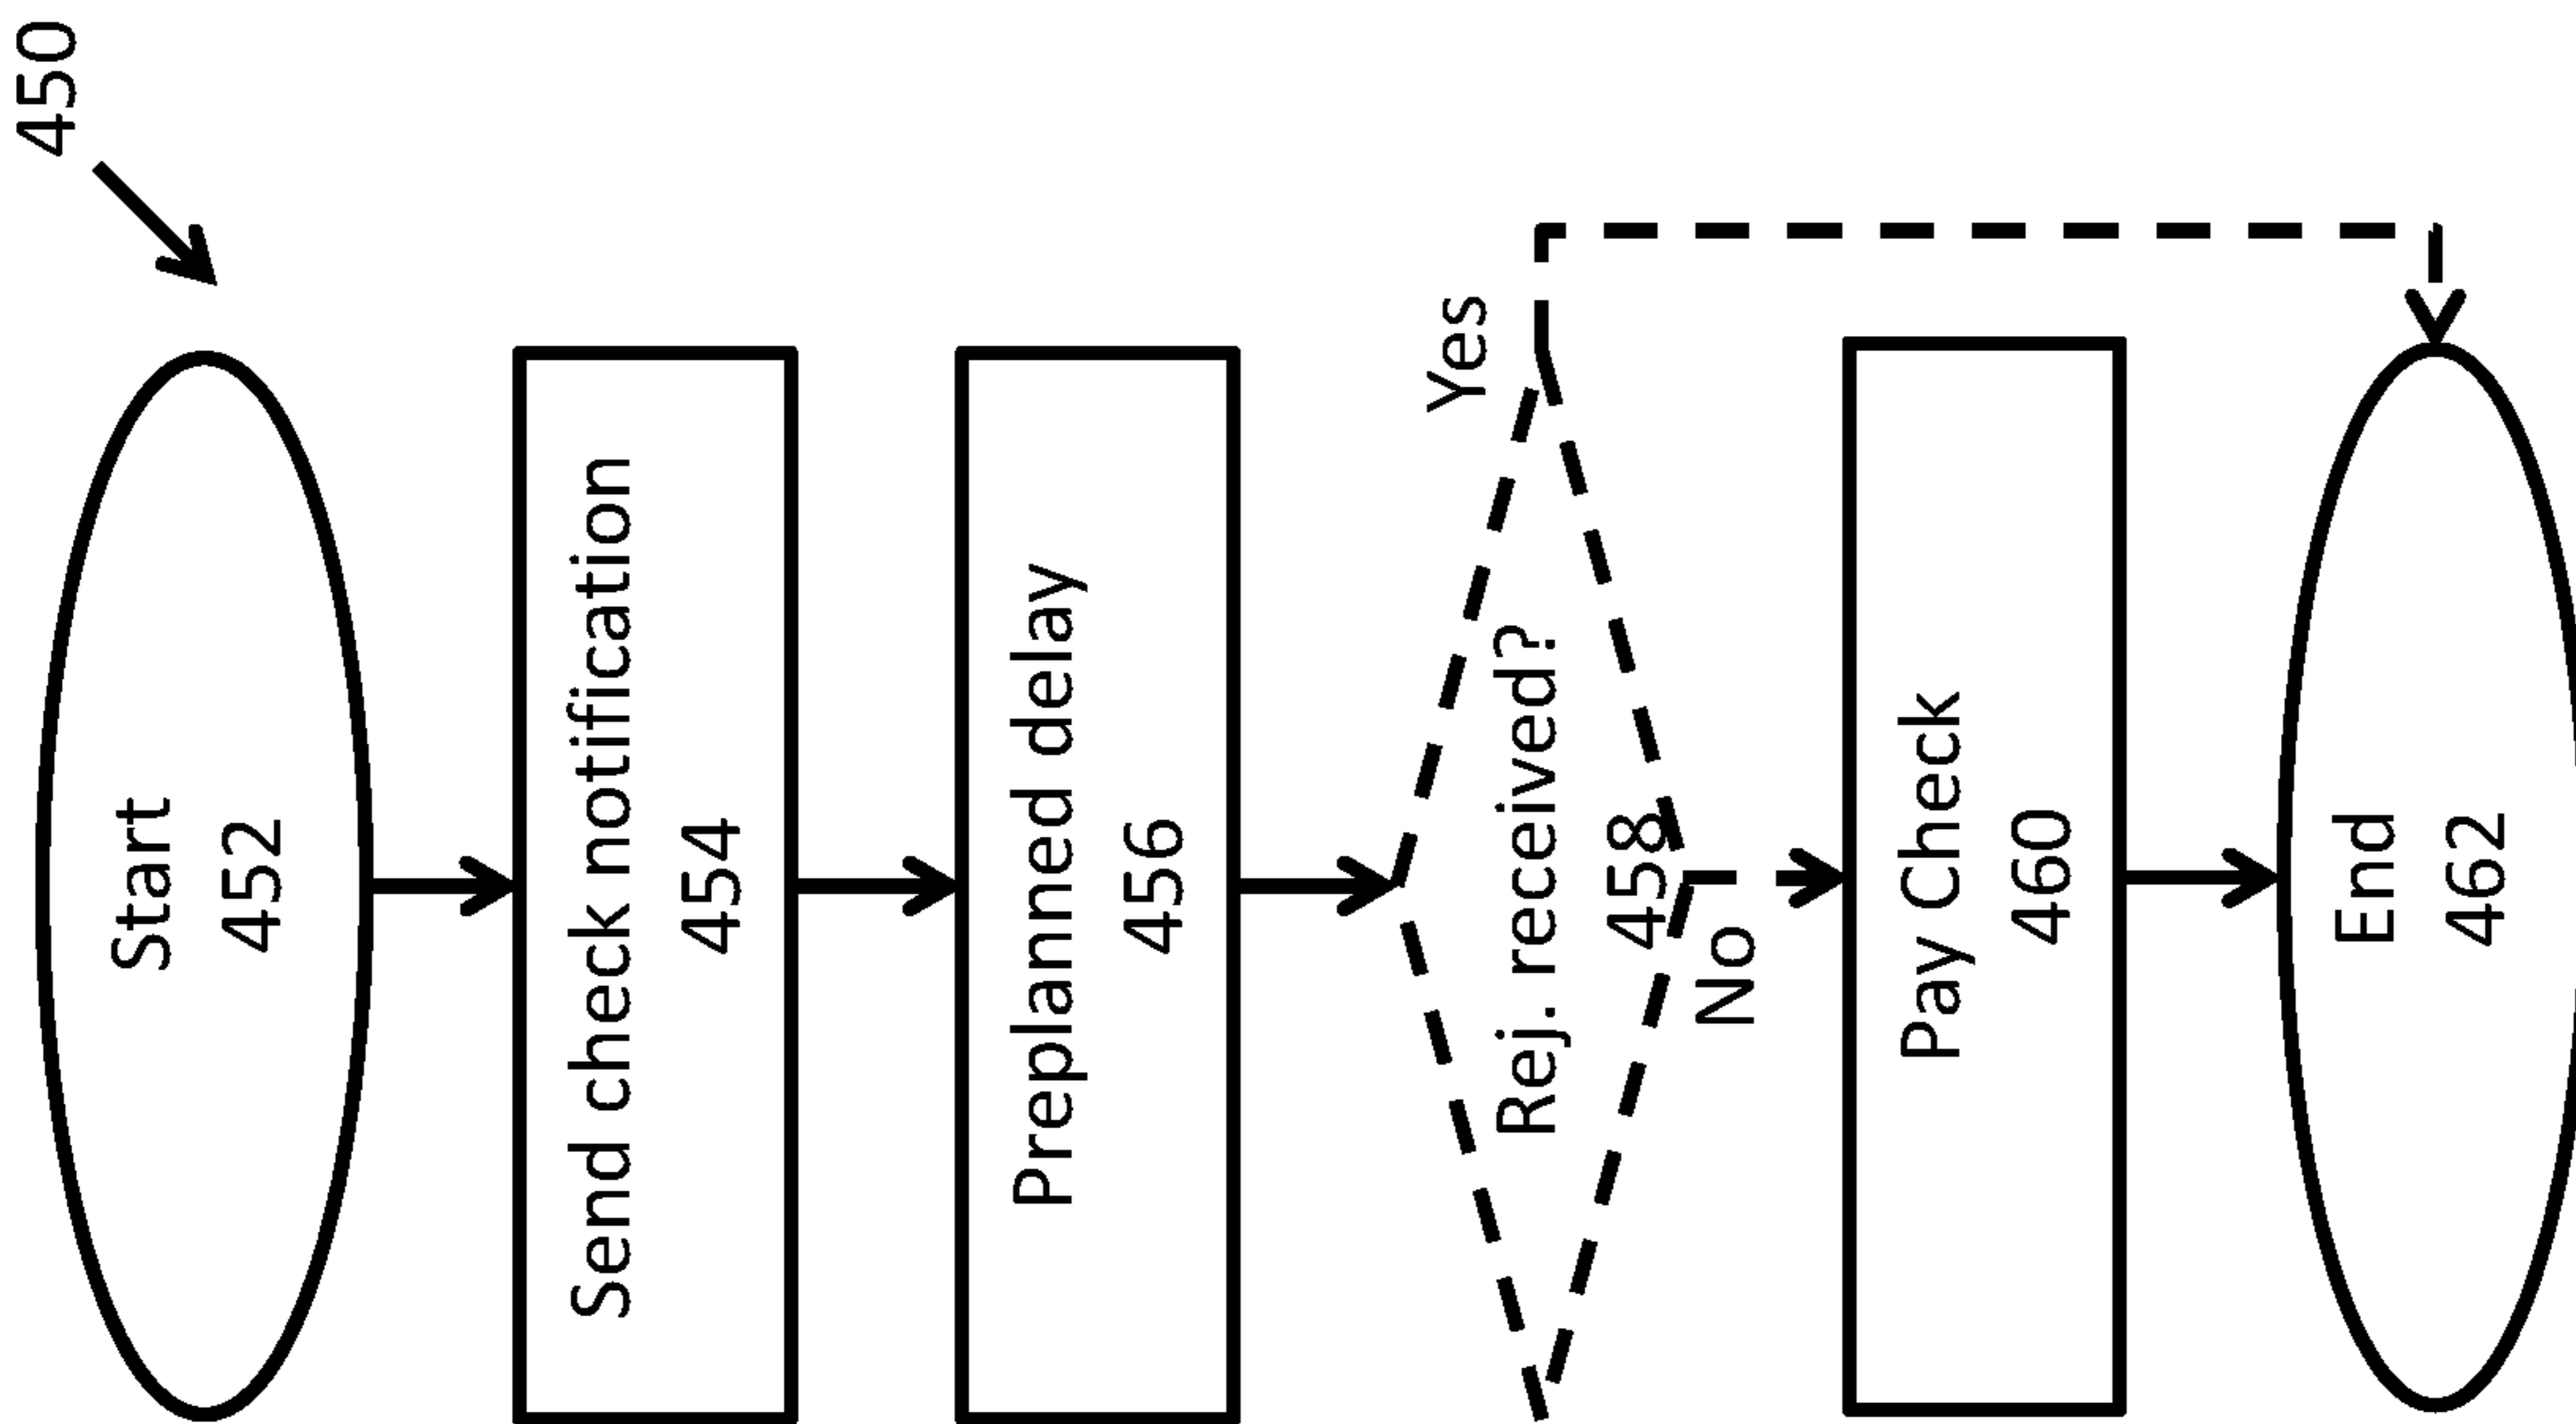 450
Start
452
Send check notification
454
Preplanned delay
456
Yes
Rej. received?
458
No
Pay Check
460
End
462